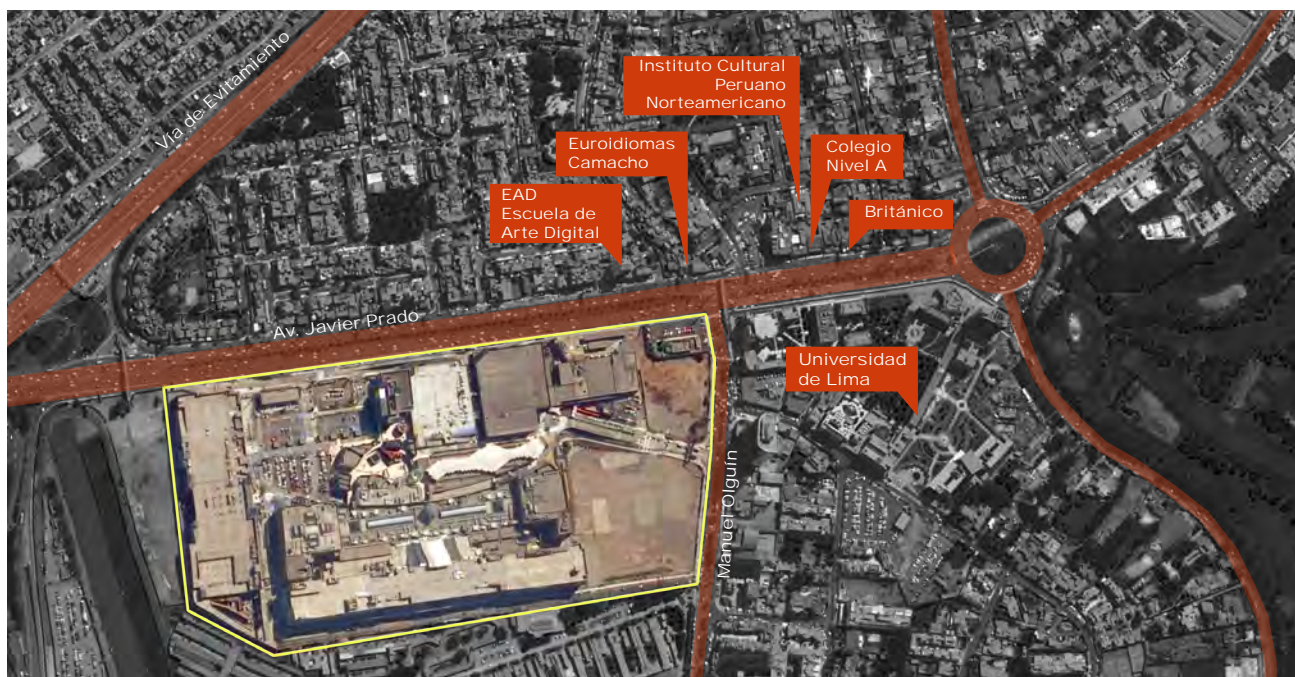 Vía de Evitamiento
Instituto Cultural
Peruano
Norteamericano
Euroidiomas
Camacho
Colegio
Nivel A
EAD
Escuela de
Arte Digital
Británico
Av. Javier Prado
Universidad
de Lima
Manuel Olguín